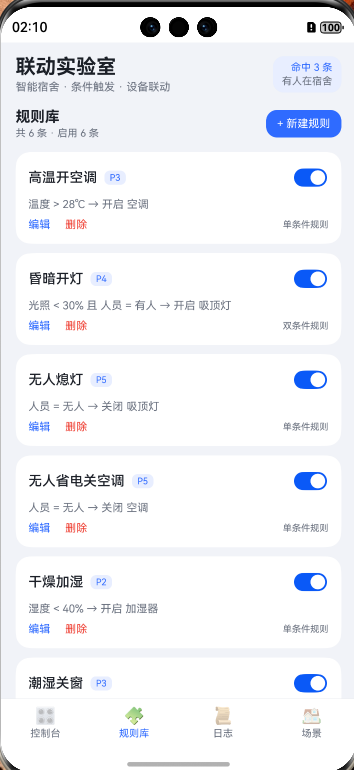 02:10
100
联动实验室
智能宿舍 · 条件触发 · 设备联动
命中 3 条
有人在宿舍
规则库
共 6 条 · 启用 6 条
+ 新建规则
高温开空调 P3
温度 > 28℃ → 开启 空调
编辑 删除 单条件规则
昏暗开灯 P4
光照 < 30% 且 人员 = 有人 → 开启 吸顶灯
编辑 删除 双条件规则
无人熄灯 P5
人员 = 无人 → 关闭 吸顶灯
编辑 删除 单条件规则
无人省电关空调 P5
人员 = 无人 → 关闭 空调
编辑 删除 单条件规则
干燥加湿 P2
湿度 < 40% → 开启 加湿器
编辑 删除 单条件规则
潮湿关窗 P3
控制台 规则库 日志 场景